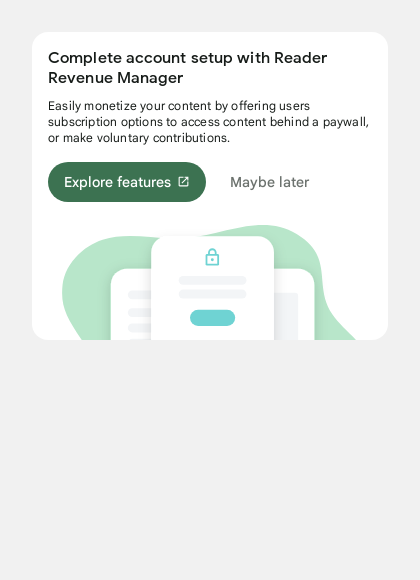 Complete account setup with Reader
Revenue Manager
Easily monetize your content by offering users
subscription options to access content behind a paywall,
or make voluntary contributions.
Explore features
Maybe later